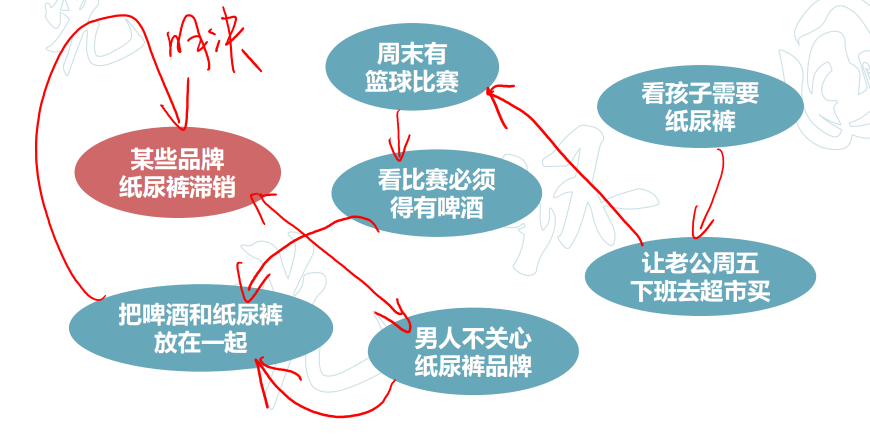 解决
周末有
篮球比赛
看孩子需要
纸尿裤
某些品牌
纸尿裤滞销
看比赛必须
得有啤酒
让老公周五
下班去超市买
把啤酒和纸尿裤
放在一起
男人不关心
纸尿裤品牌